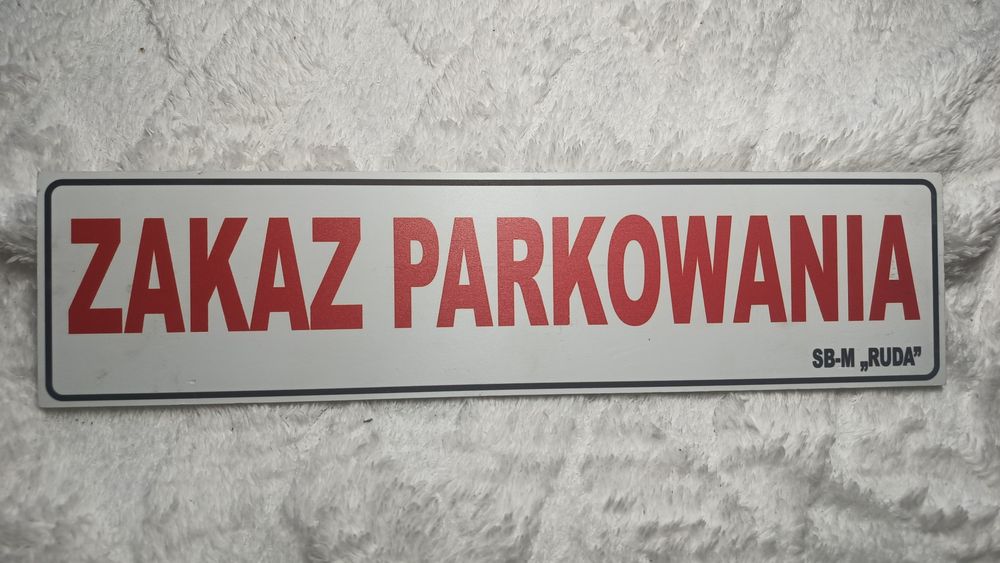 ZAKAZ PARKOWANIA
SB-M „RUDA”